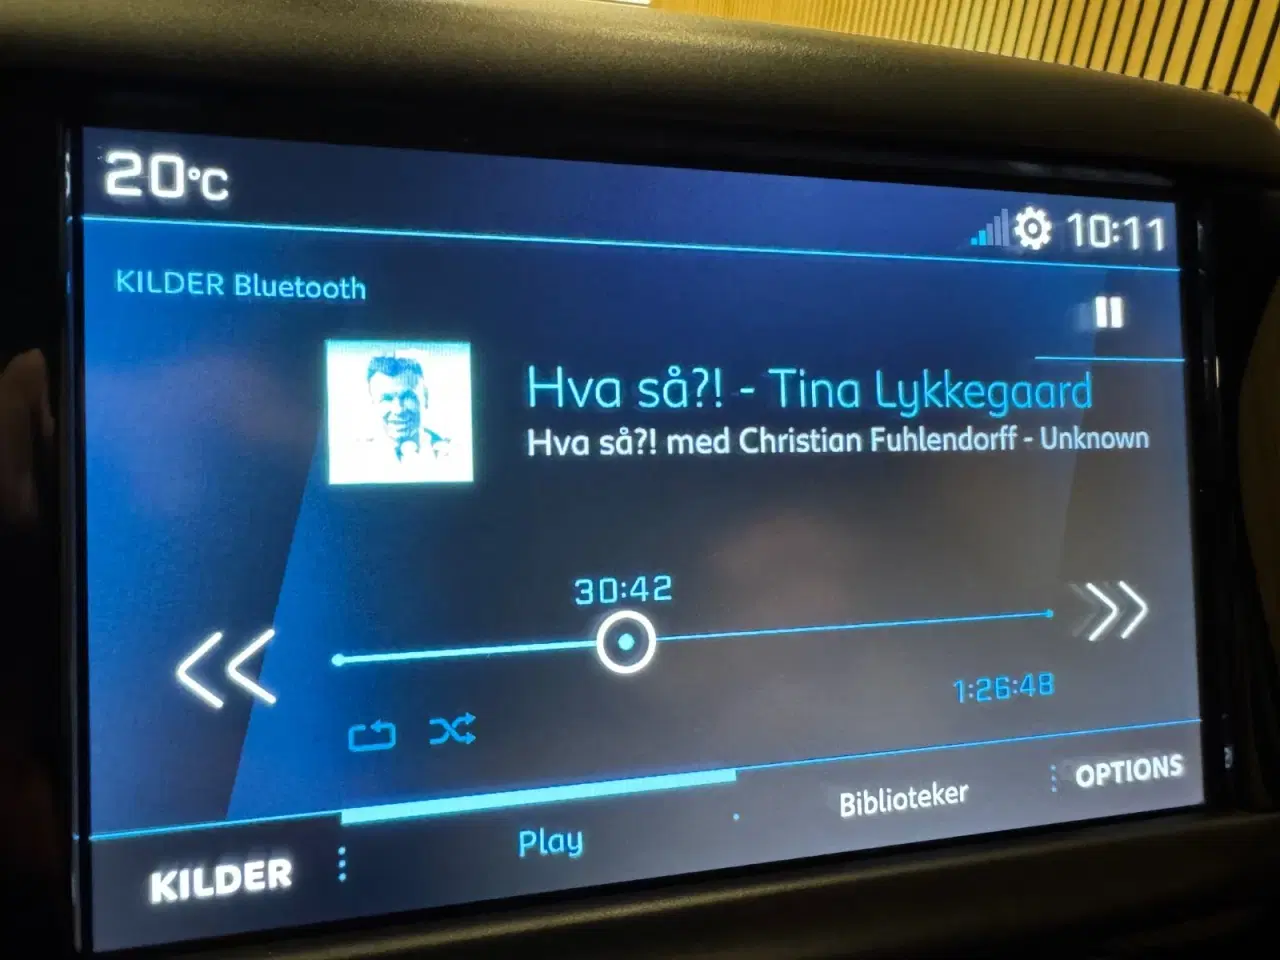 20°C
10:11
KILDER Bluetooth
Hva så?! - Tina Lykkegaard
Hva så?! med Christian Fuhlendorff - Unknown
30:42
1:26:48
KILDER
Play
Biblioteker
OPTIONS